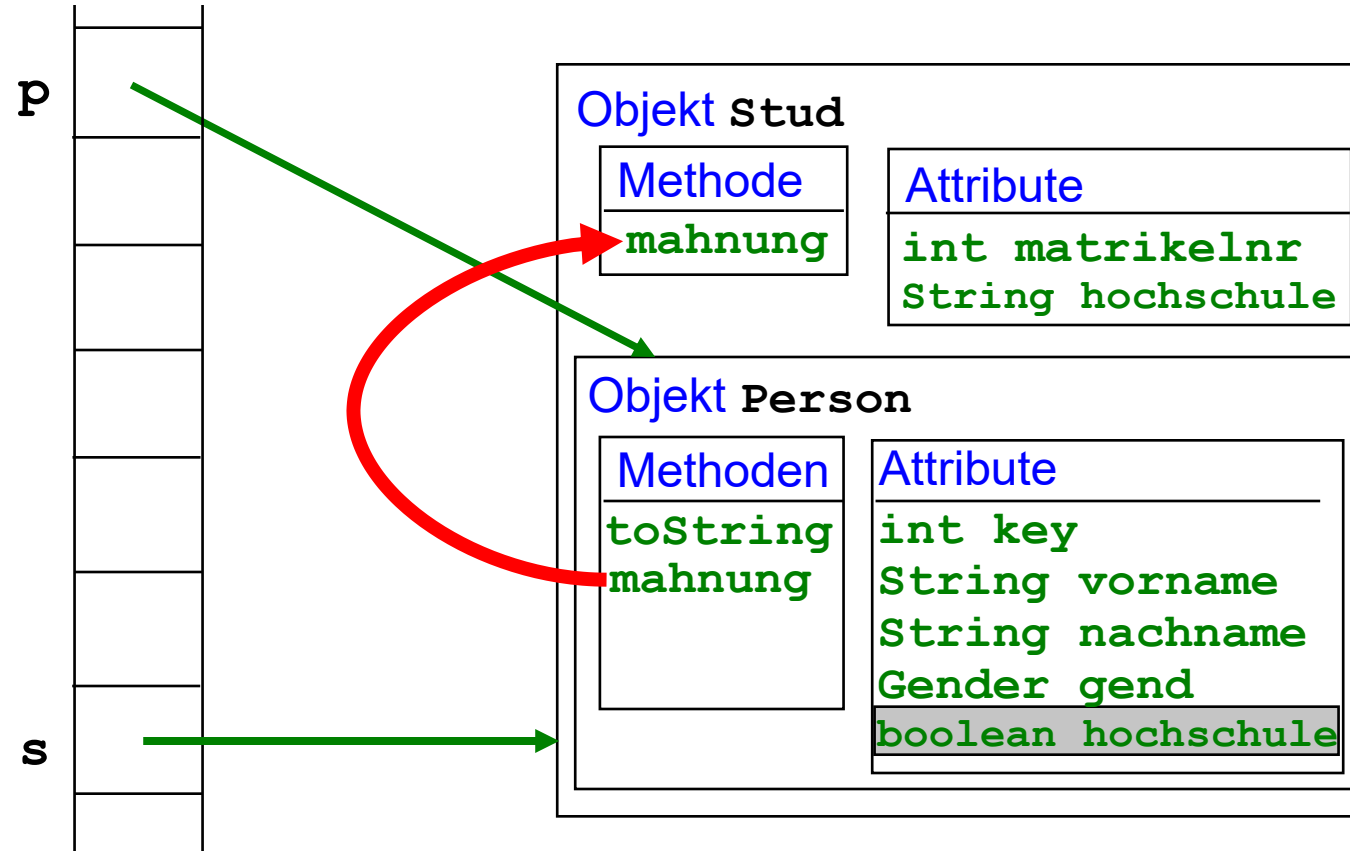 p
Objekt Stud
Methode
mahnung
Attribute
int matrikelnr
String hochschule
Objekt Person
Methoden
toString
mahnung
Attribute
int key
String vorname
String nachname
Gender gend
boolean hochschule
s